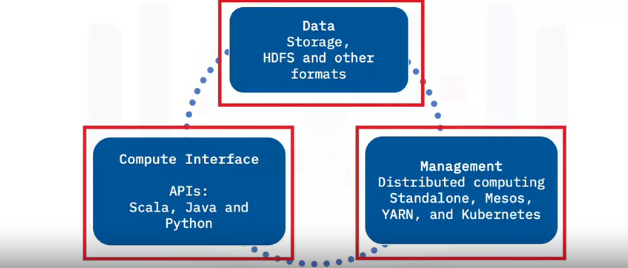 Data
Storage,
HDFS and other
formats
Compute Interface
APIs:
Scala, Java and
Python
Management
Distributed computing
Standalone, Mesos,
YARN, and Kubernetes